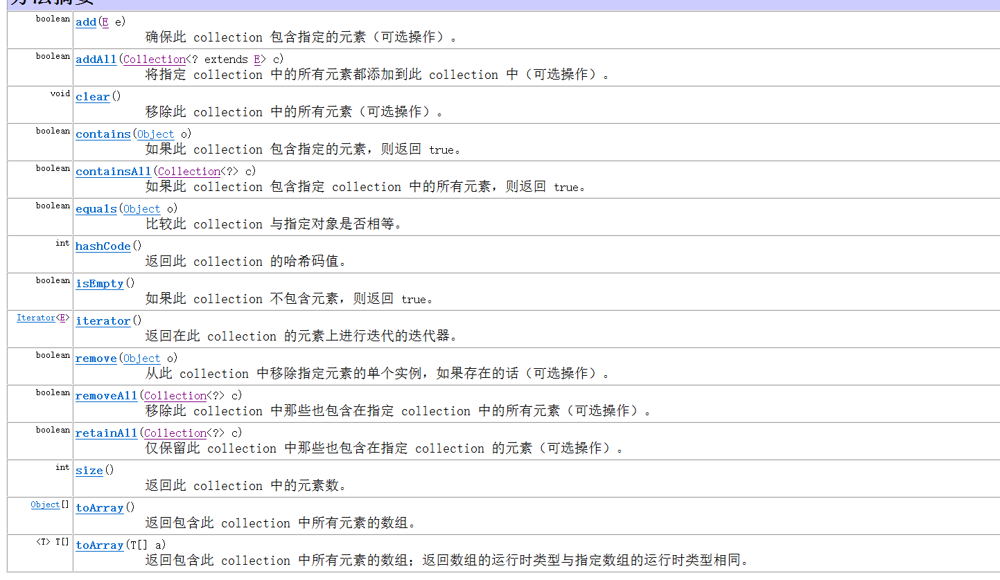 方法摘要
boolean add(E e)
确保此 collection 包含指定的元素（可选操作）。
boolean addAll(Collection<? extends E> c)
将指定 collection 中的所有元素都添加到此 collection 中（可选操作）。
void clear()
移除此 collection 中的所有元素（可选操作）。
boolean contains(Object o)
如果此 collection 包含指定的元素，则返回 true。
boolean containsAll(Collection<?> c)
如果此 collection 包含指定 collection 中的所有元素，则返回 true。
boolean equals(Object o)
比较此 collection 与指定对象是否相等。
int hashCode()
返回此 collection 的哈希码值。
boolean isEmpty()
如果此 collection 不包含元素，则返回 true。
Iterator<E> iterator()
返回在此 collection 的元素上进行迭代的迭代器。
boolean remove(Object o)
从此 collection 中移除指定元素的单个实例，如果存在的话（可选操作）。
boolean removeAll(Collection<?> c)
移除此 collection 中那些也包含在指定 collection 中的所有元素（可选操作）。
boolean retainAll(Collection<?> c)
仅保留此 collection 中那些也包含在指定 collection 的元素（可选操作）。
int size()
返回此 collection 中的元素数。
Object[] toArray()
返回包含此 collection 中所有元素的数组。
<T> T[] toArray(T[] a)
返回包含此 collection 中所有元素的数组；返回数组的运行时类型与指定数组的运行时类型相同。